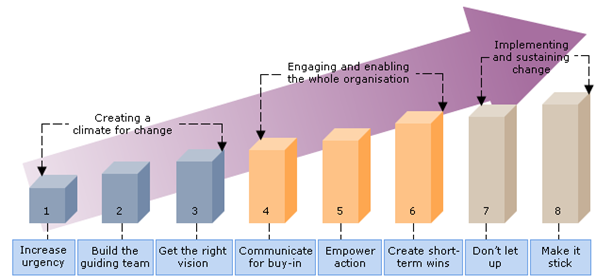 Implementing
and sustaining
change
Engaging and enabling
the whole organisation
Creating a
climate for change
1
2
3
4
5
6
7
8
Increase
urgency
Build the
guiding team
Get the right
vision
Communicate
for buy-in
Empower
action
Create short-
term wins
Don't let
up
Make it
stick